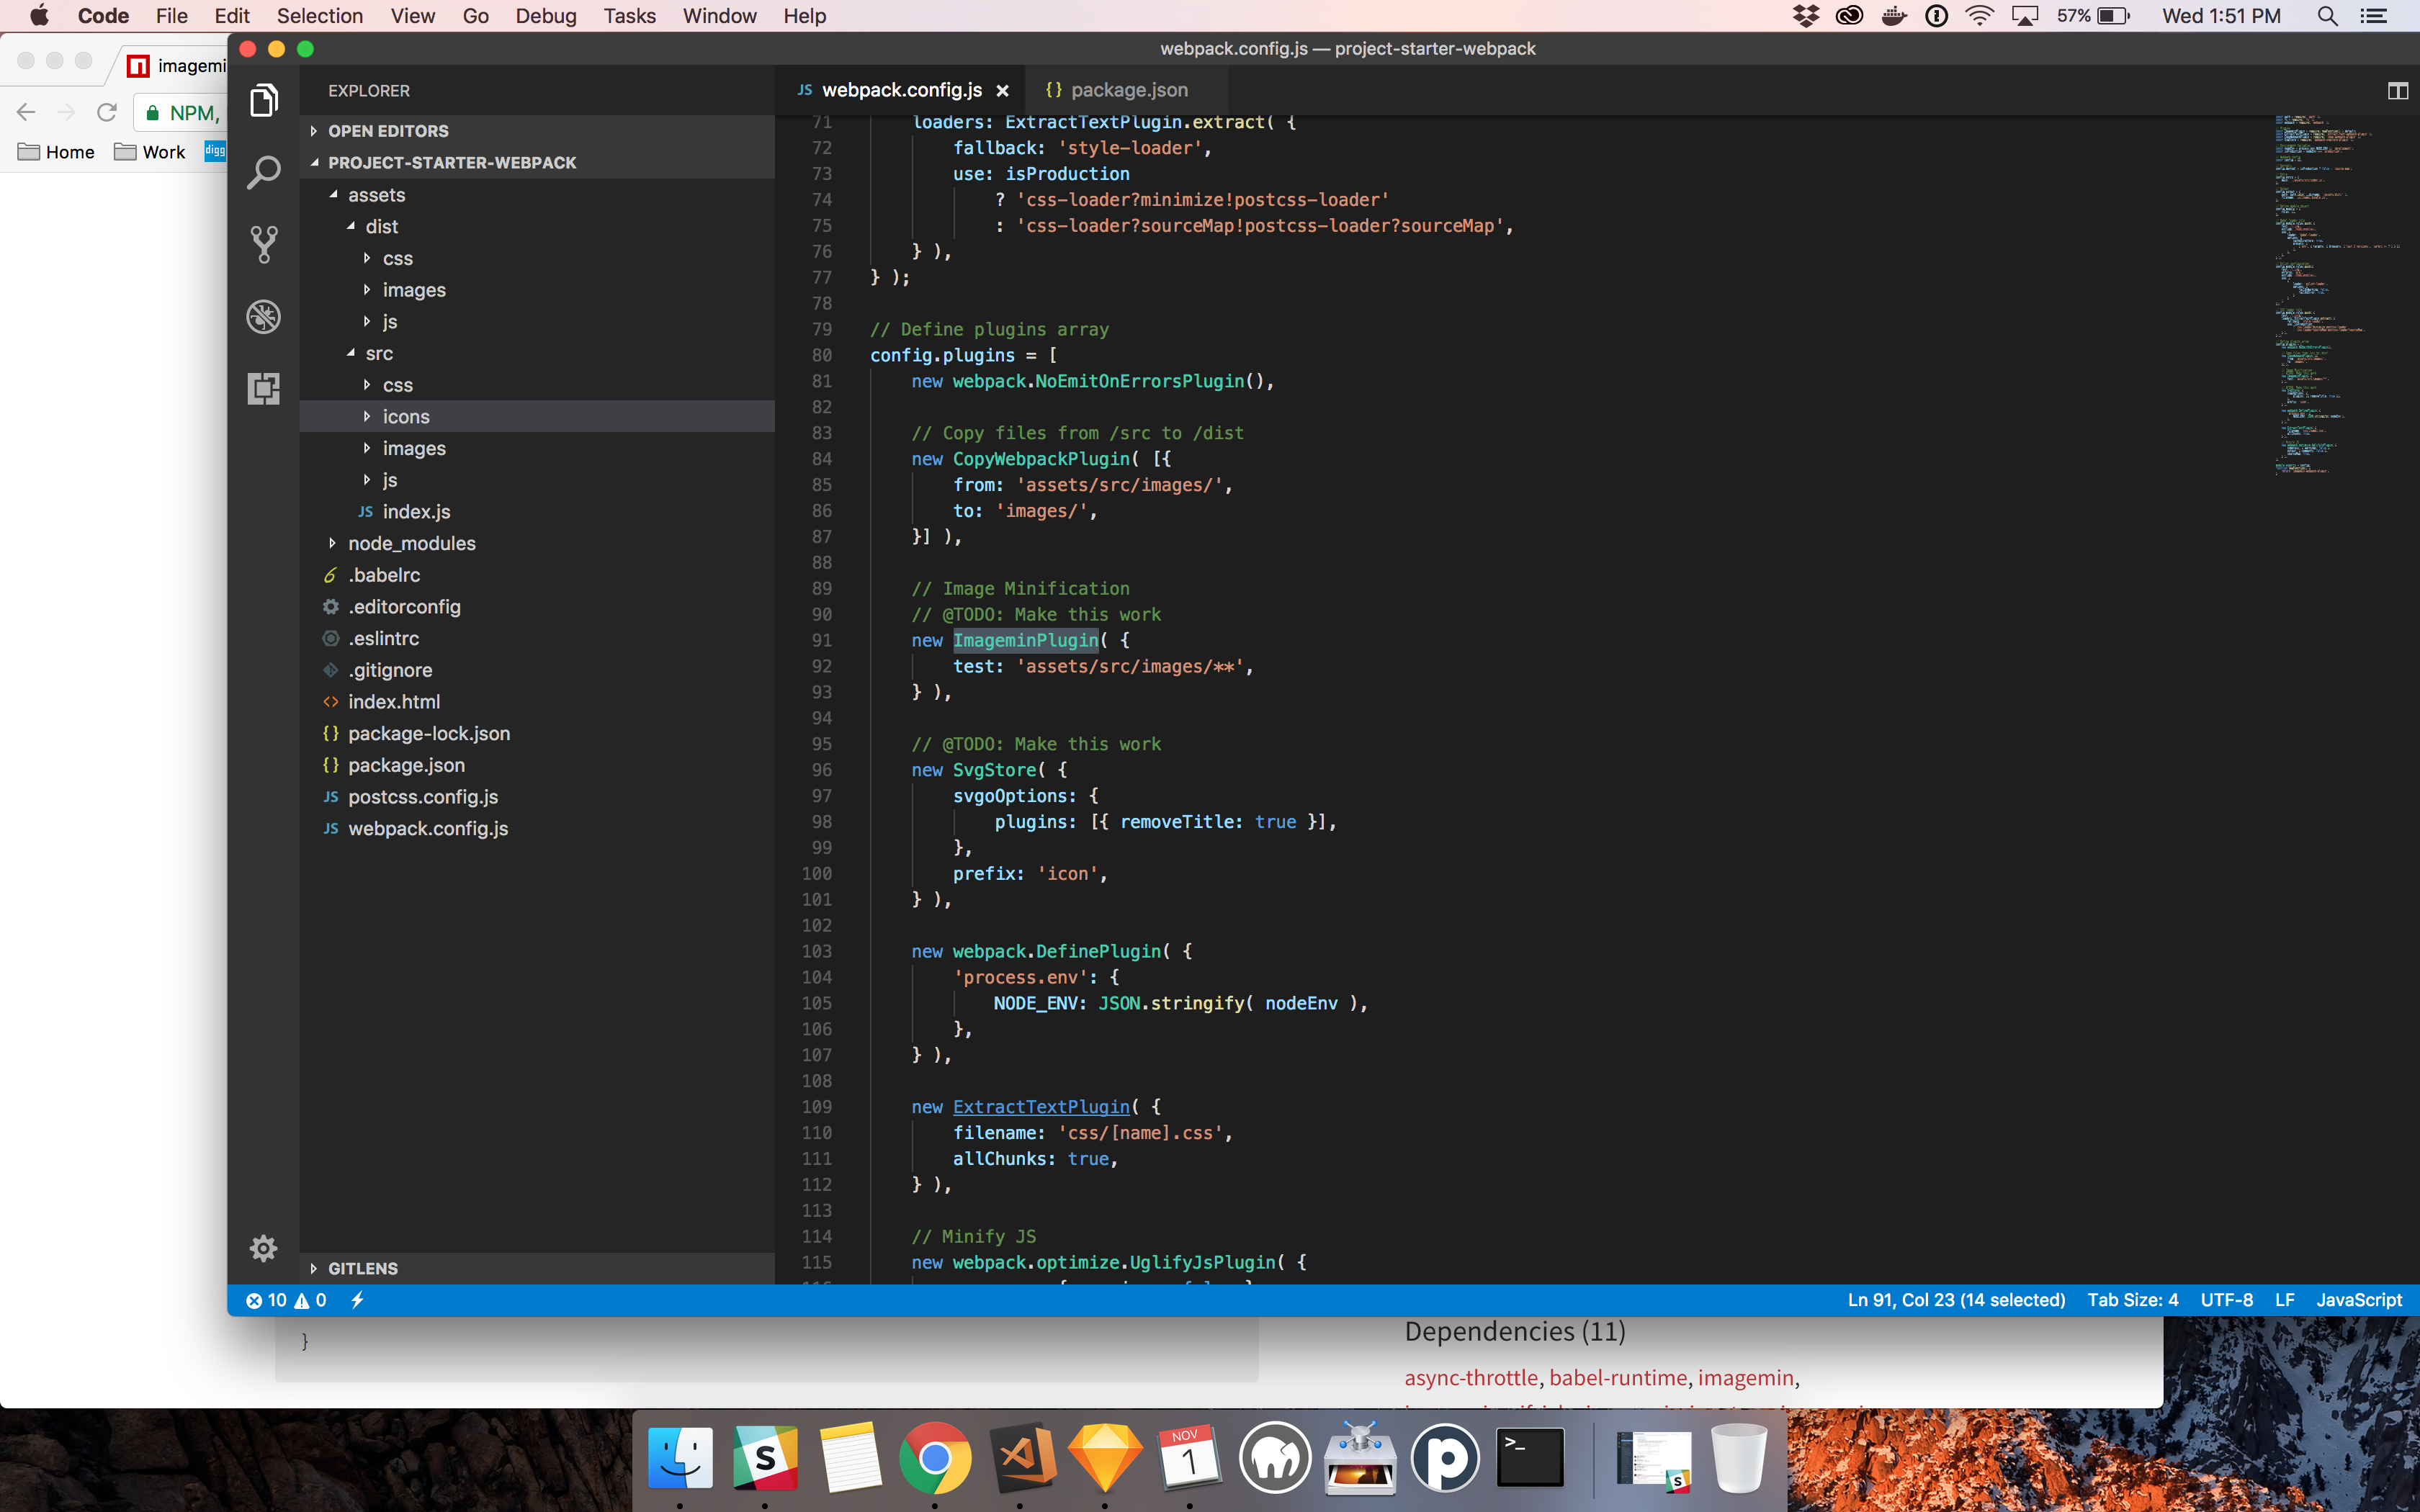 Code File Edit Selection View Go Debug Tasks Window Help 57% Wed 1:51 PM
webpack.config.js — project-starter-webpack
imagemi
NPM,
Home Work digg
EXPLORER
OPEN EDITORS
PROJECT-STARTER-WEBPACK
assets
dist
css
images
js
src
css
icons
images
js
JS index.js
node_modules
.babelrc
.editorconfig
.eslintrc
.gitignore
<> index.html
{} package-lock.json
{} package.json
JS postcss.config.js
JS webpack.config.js
GITLENS
JS webpack.config.js × {} package.json
71 loaders: ExtractTextPlugin.extract( {
72 fallback: 'style-loader',
73 use: isProduction
74 ? 'css-loader?minimize!postcss-loader'
75 : 'css-loader?sourceMap!postcss-loader?sourceMap',
76 } ),
77 } );
78
79 // Define plugins array
80 config.plugins = [
81 new webpack.NoEmitOnErrorsPlugin(),
82
83 // Copy files from /src to /dist
84 new CopyWebpackPlugin( [{
85 from: 'assets/src/images/',
86 to: 'images/',
87 }] ),
88
89 // Image Minification
90 // @TODO: Make this work
91 new ImageminPlugin( {
92 test: 'assets/src/images/**',
93 } ),
94
95 // @TODO: Make this work
96 new SvgStore( {
97 svgoOptions: {
98 plugins: [{ removeTitle: true }],
99 },
100 prefix: 'icon',
101 } ),
102
103 new webpack.DefinePlugin( {
104 'process.env': {
105 NODE_ENV: JSON.stringify( nodeEnv ),
106 },
107 } ),
108
109 new ExtractTextPlugin( {
110 filename: 'css/[name].css',
111 allChunks: true,
112 } ),
113
114 // Minify JS
115 new webpack.optimize.UglifyJsPlugin( {
10 0 Ln 91, Col 23 (14 selected) Tab Size: 4 UTF-8 LF JavaScript
}
Dependencies (11)
async-throttle, babel-runtime, imagemin,
NOV
1